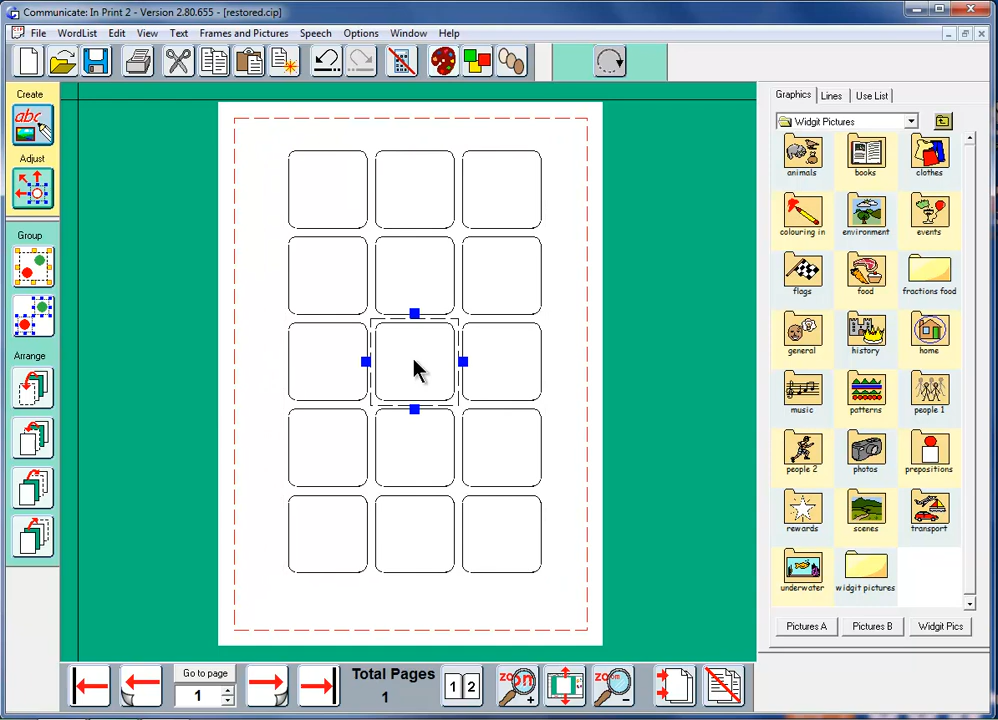 Communicate: In Print 2 - Version 2.80.655 - [restored.cip]
File WordList Edit View Text Frames and Pictures Speech Options Window Help
Create
abc
Adjust
Group
Arrange
Graphics Lines Use List
Widgit Pictures
animals books clothes
colouring in environment events
flags food fractions food
general history home
music patterns people 1
people 2 photos prepositions
rewards scenes transport
underwater widgit pictures
Pictures A Pictures B Widgit Pics
Go to page
1
Total Pages
1
1 2
zoom +
zoom -